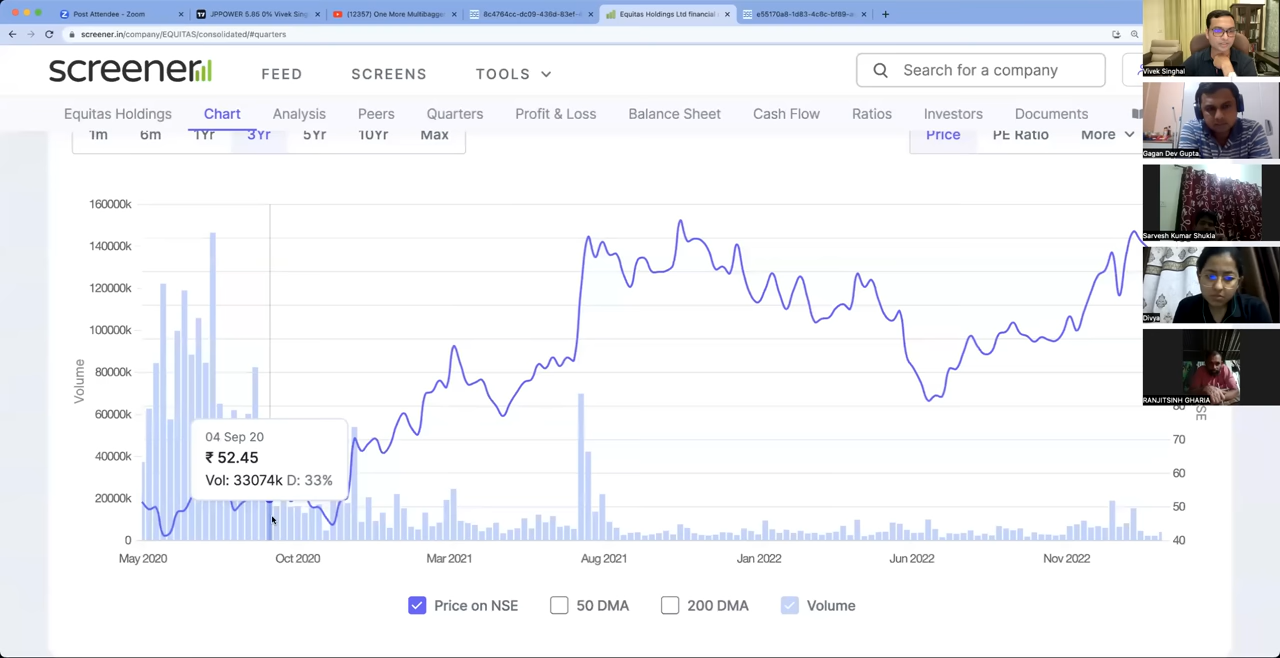 Post Attendee - Zoom
JPPOWER 5.85 0% Vivek Sing
(12357) One More Multibagge
8c4764cc-dc09-436d-83ef-
Equitas Holdings Ltd financial
e55170a8-1d83-4c8c-bf89-a
screener.in/company/EQUITAS/consolidated/#quarters
screener
FEED
SCREENS
TOOLS
Search for a company
Equitas Holdings
Chart
Analysis
Peers
Quarters
Profit & Loss
Balance Sheet
Cash Flow
Ratios
Investors
Documents
1m
6m
1Yr
3Yr
5Yr
10Yr
Max
Price
PE Ratio
More
160000k
140000k
120000k
100000k
80000k
60000k
40000k
20000k
0
Volume
04 Sep 20
₹ 52.45
Vol: 33074k D: 33%
80
70
60
50
40
SE
May 2020
Oct 2020
Mar 2021
Aug 2021
Jan 2022
Jun 2022
Nov 2022
Price on NSE
50 DMA
200 DMA
Volume
Vivek Singhal
Gagan Dev Gupta
Sarvesh Kumar Shukla
Divya
RANJITSINH GHARIA